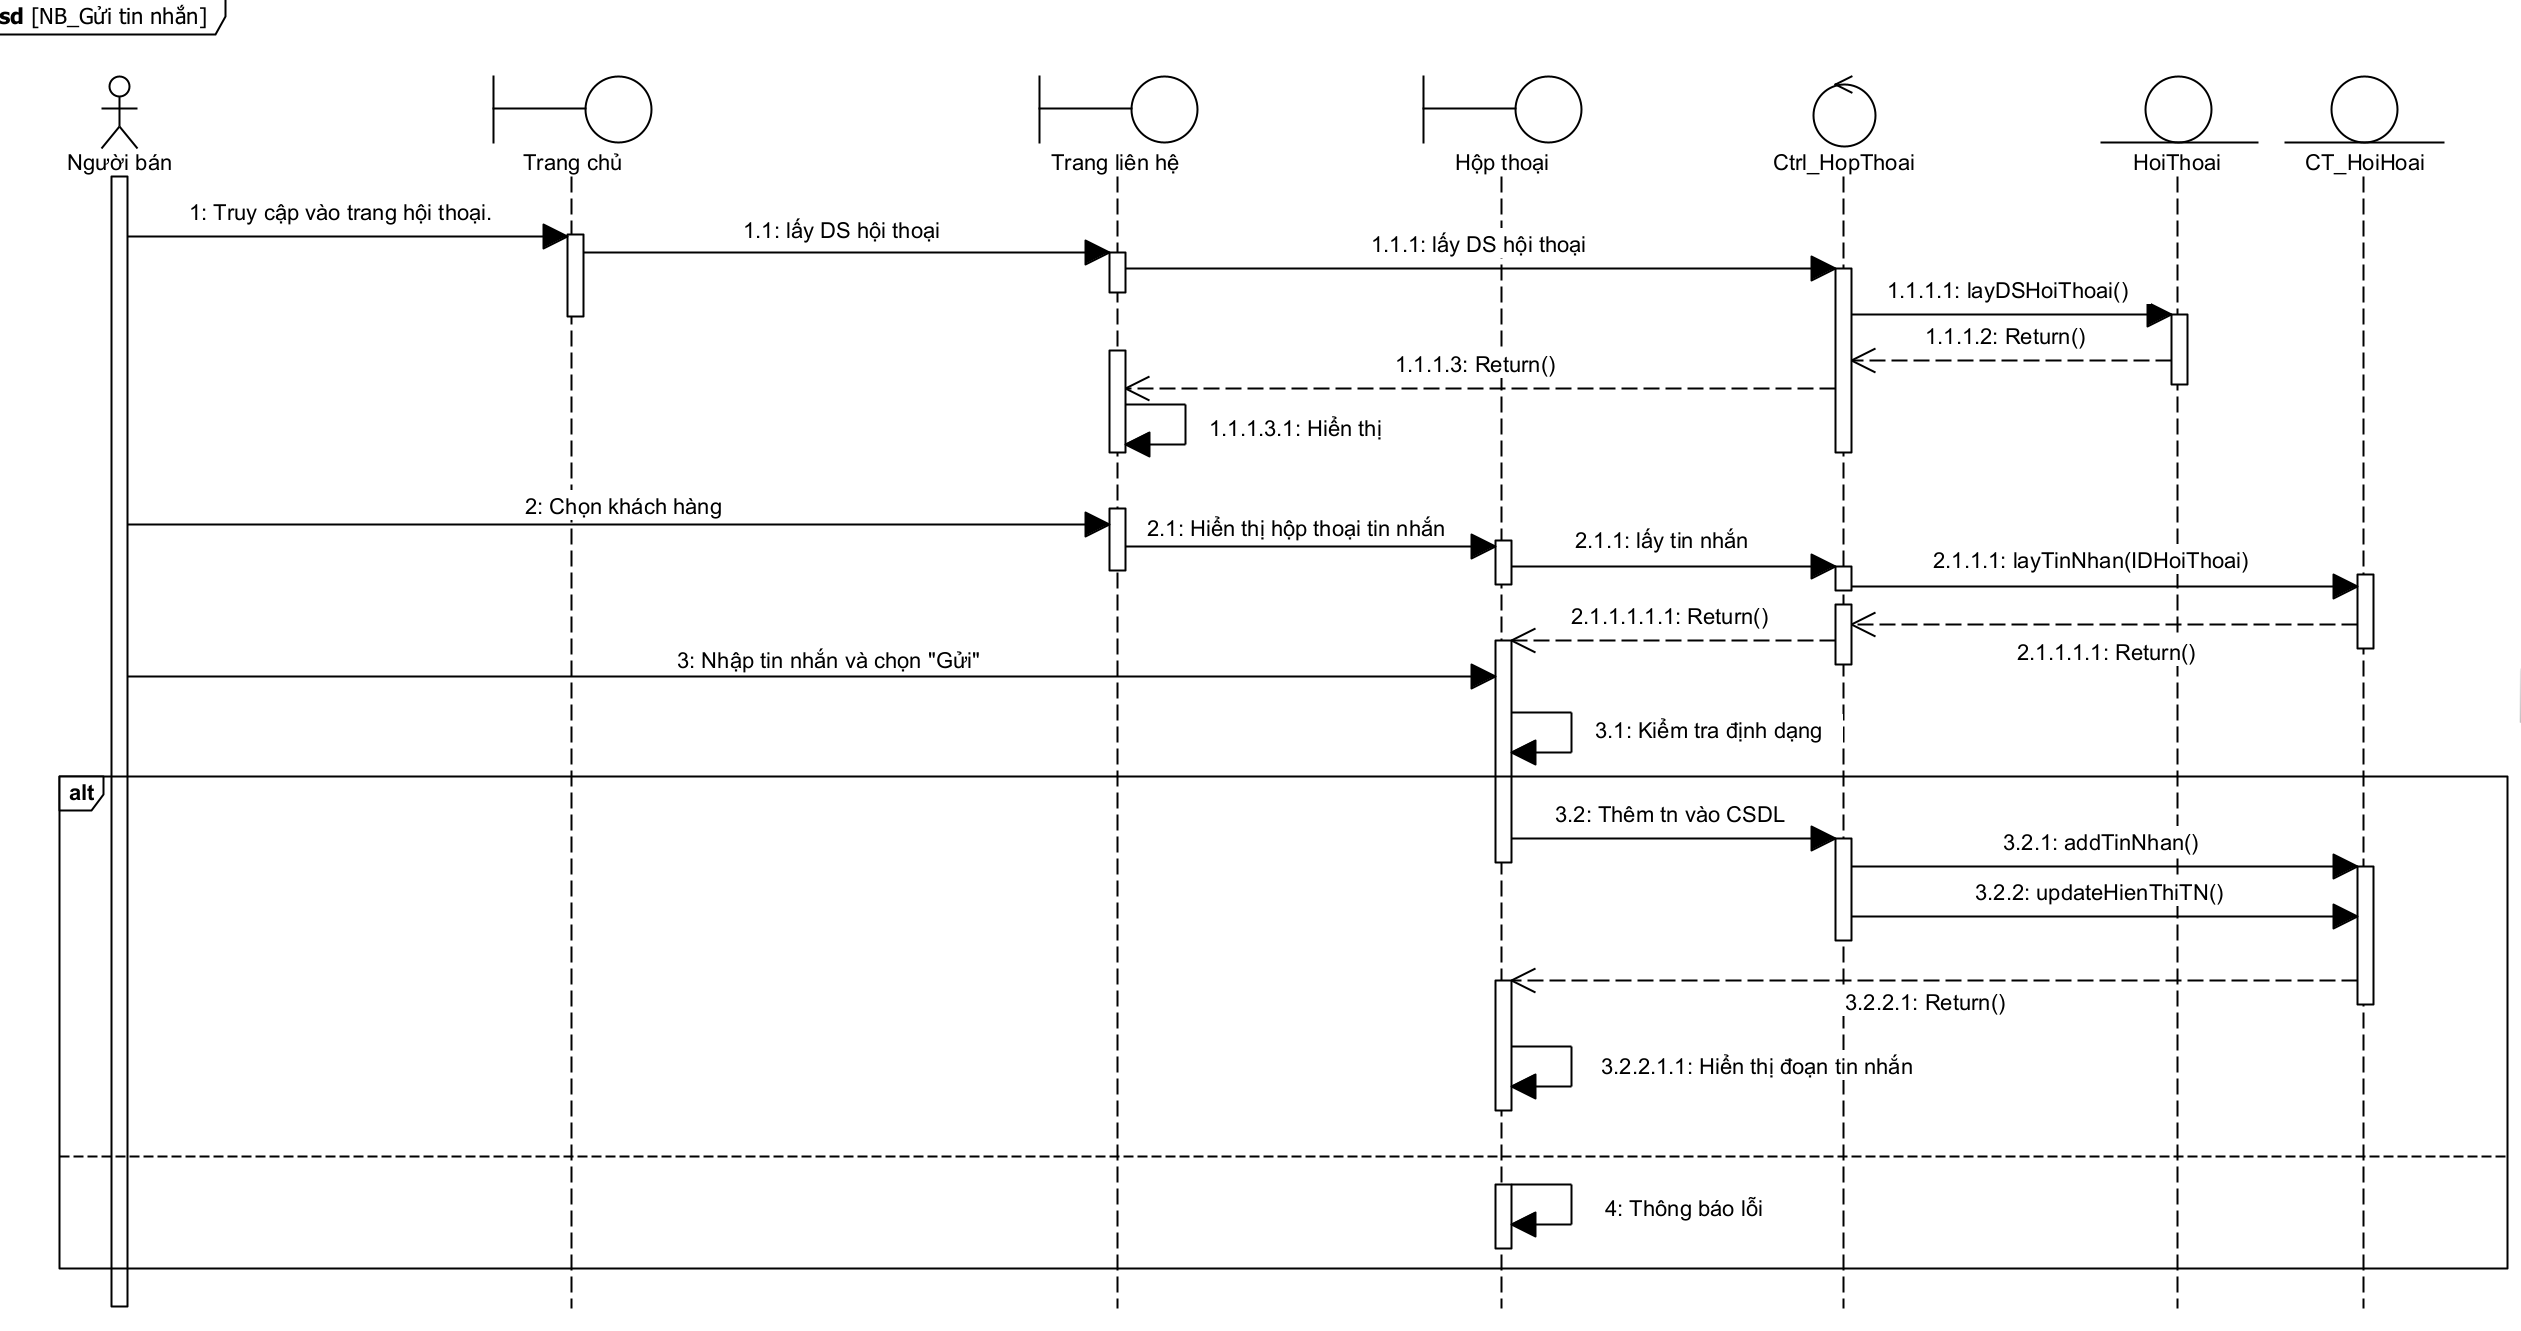 sd [NB_Gửi tin nhắn]
Người bán
Trang chủ
Trang liên hệ
Hộp thoại
Ctrl_HopThoai
HoiThoai
CT_HoiHoai
1: Truy cập vào trang hội thoại.
1.1: lấy DS hội thoại
1.1.1: lấy DS hội thoại
1.1.1.1: layDSHoiThoai()
1.1.1.2: Return()
1.1.1.3: Return()
1.1.1.3.1: Hiển thị
2: Chọn khách hàng
2.1: Hiển thị hộp thoại tin nhắn
2.1.1: lấy tin nhắn
2.1.1.1: layTinNhan(IDHoiThoai)
2.1.1.1.1.1: Return()
2.1.1.1.1: Return()
3: Nhập tin nhắn và chọn "Gửi"
3.1: Kiểm tra định dạng
alt
3.2: Thêm tn vào CSDL
3.2.1: addTinNhan()
3.2.2: updateHienThiTN()
3.2.2.1: Return()
3.2.2.1.1: Hiển thị đoạn tin nhắn
4: Thông báo lỗi